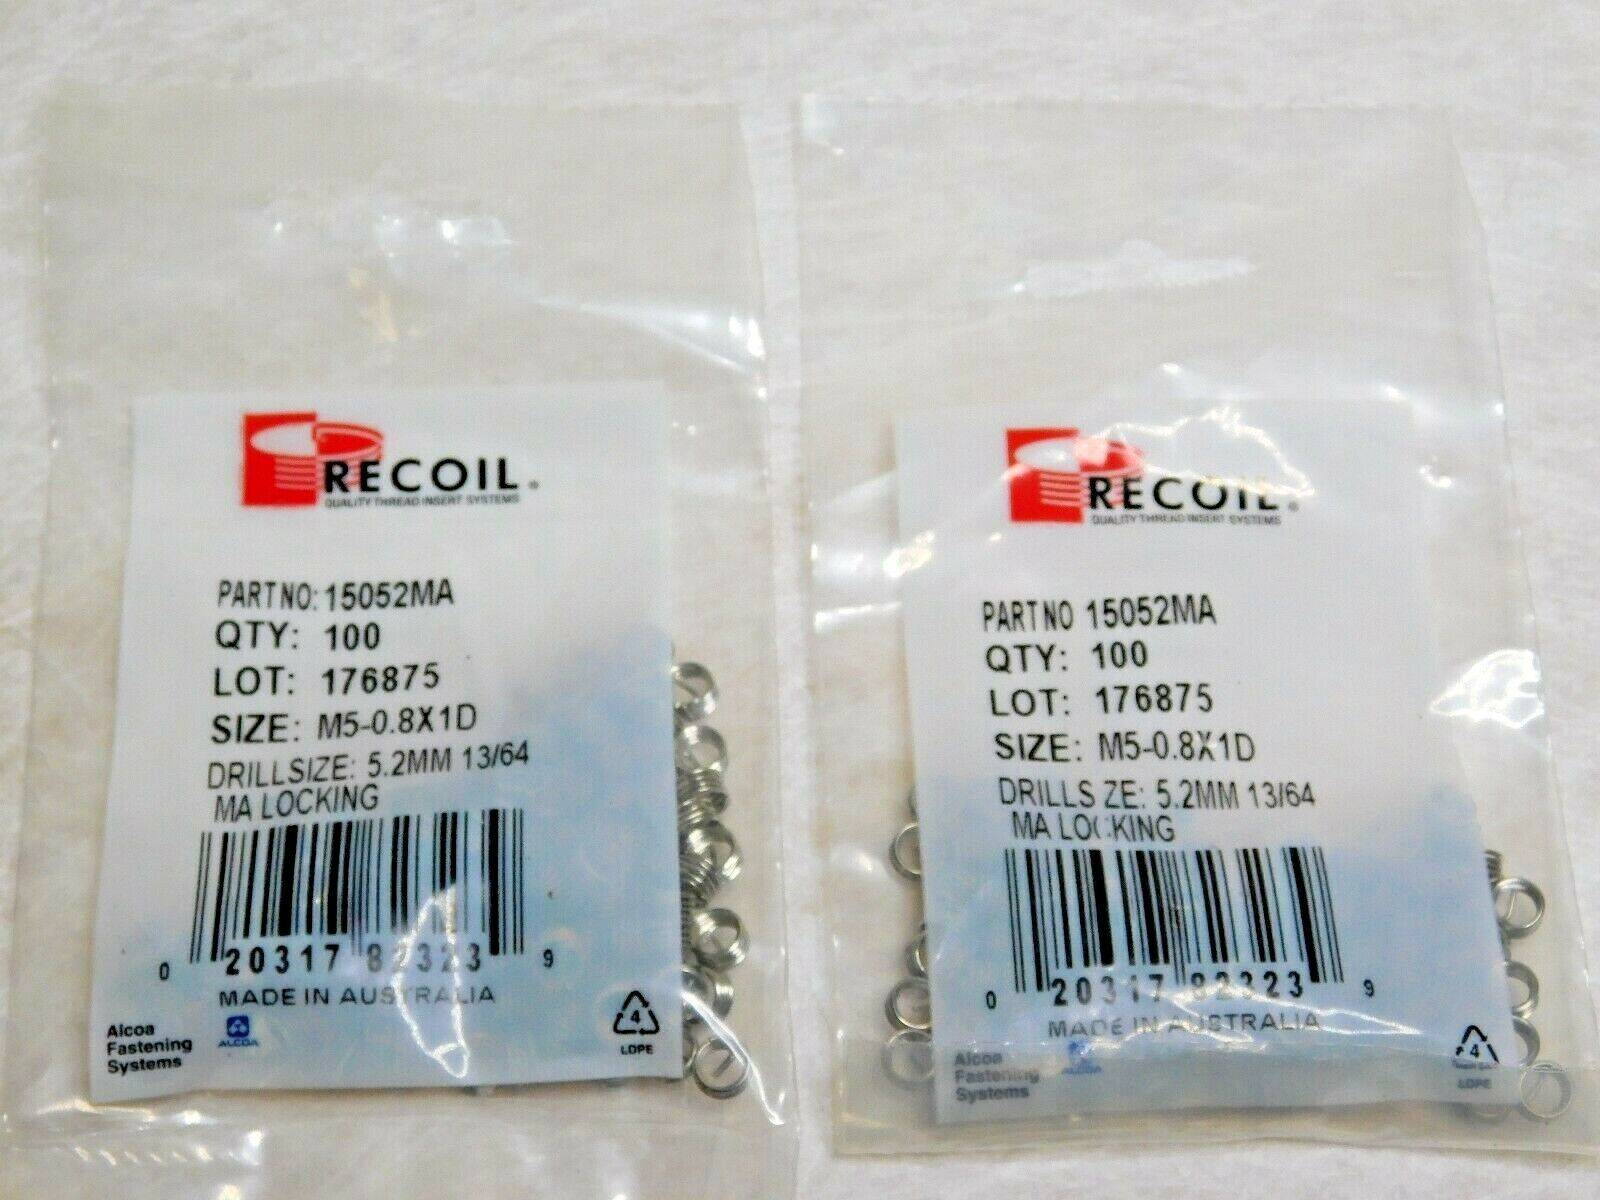 RECOIL®
QUALITY THREAD INSERT SYSTEMS
PART NO: 15052MA
QTY: 100
LOT: 176875
SIZE: M5-0.8X1D
DRILLSIZE: 5.2MM 13/64
MA LOCKING
0 20317 82323 9
MADE IN AUSTRALIA
Alcoa
Fastening
Systems
ALCOA
4
LDPE
RECOIL®
QUALITY THREAD INSERT SYSTEMS
PART NO 15052MA
QTY: 100
LOT: 176875
SIZE: M5-0.8X1D
DRILLSIZE: 5.2MM 13/64
MA LOCKING
0 20317 82323 9
MADE IN AUSTRALIA
Alcoa
Fastening
Systems
ALCOA
4
LDPE